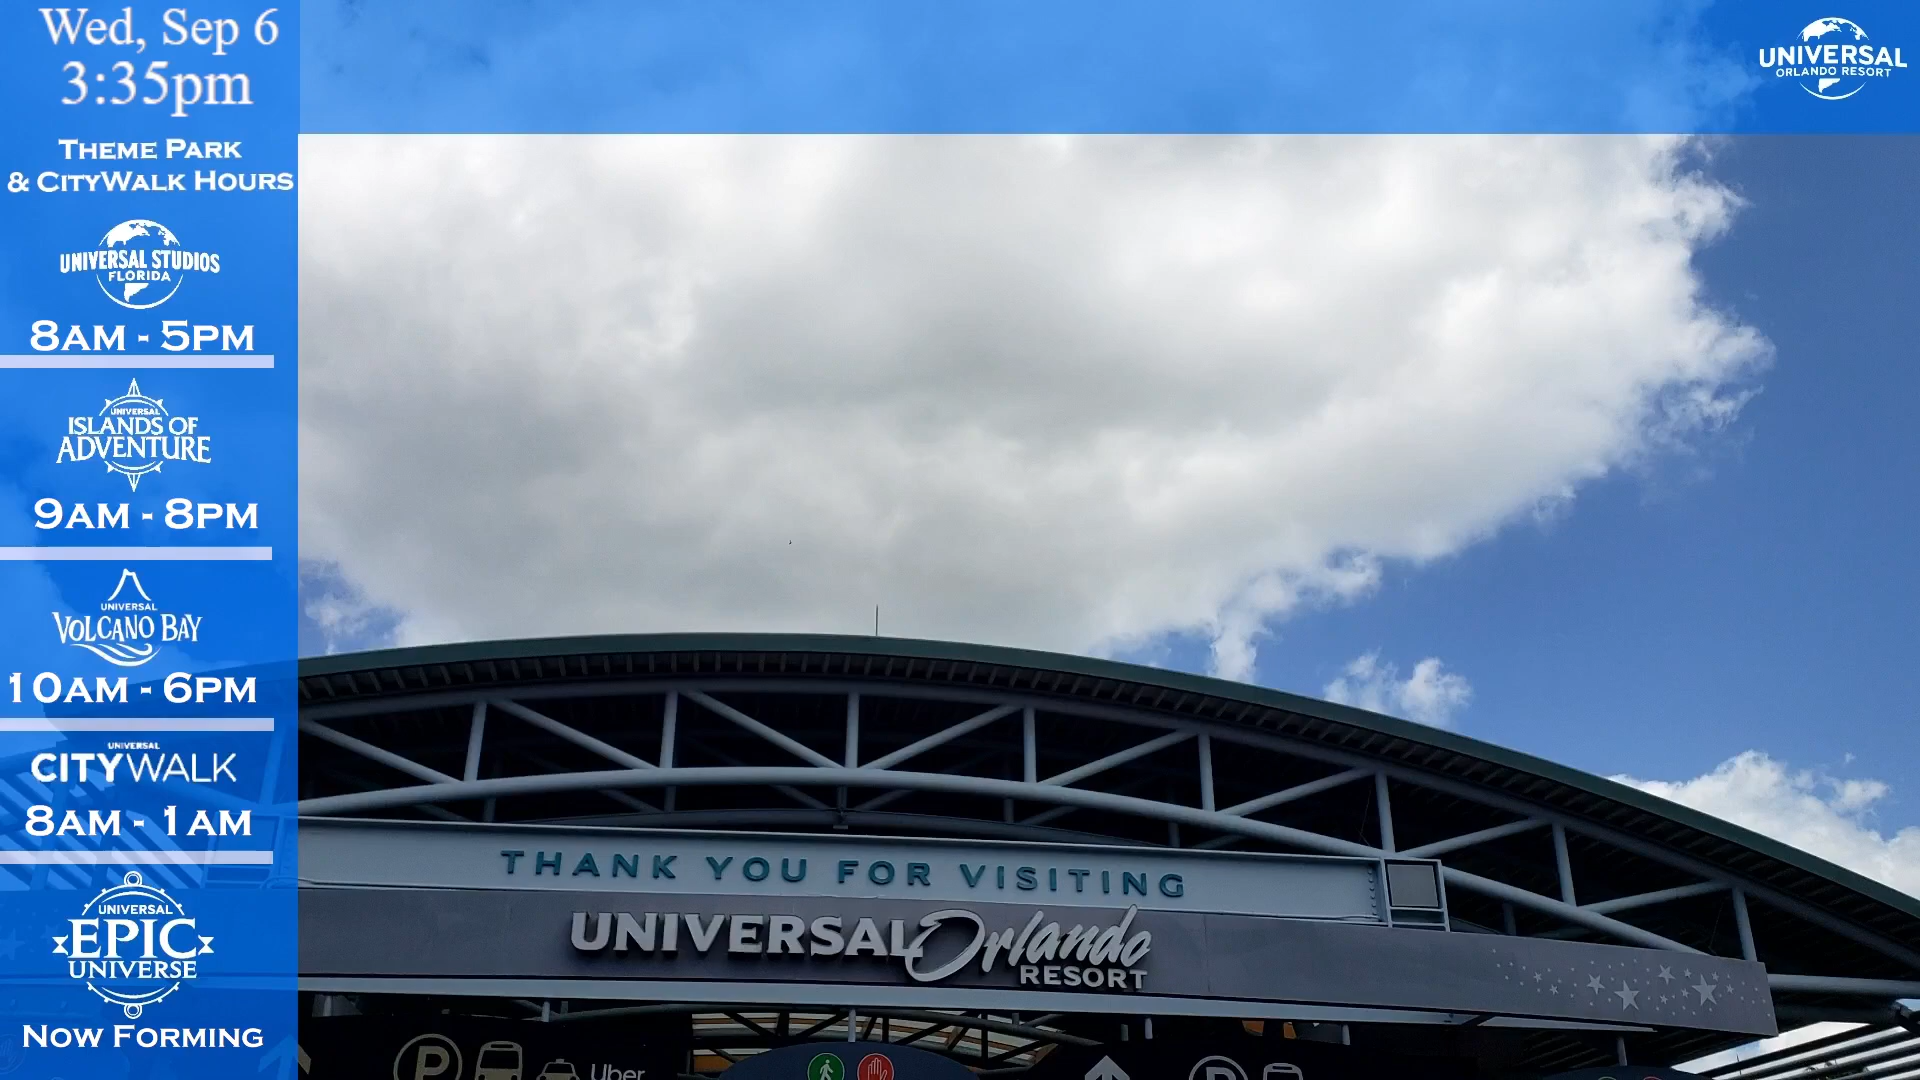 Wed, Sep 6
3:35pm
THEME PARK
& CITYWALK HOURS
UNIVERSAL STUDIOS
FLORIDA
8AM - 5PM
UNIVERSAL
ISLANDS OF
ADVENTURE
9AM - 8PM
UNIVERSAL
VOLCANO BAY
10AM - 6PM
UNIVERSAL
CITYWALK
8AM - 1AM
UNIVERSAL
EPIC
UNIVERSE
NOW FORMING
UNIVERSAL
ORLANDO RESORT
THANK YOU FOR VISITING
UNIVERSAL Orlando
RESORT
P Uber P